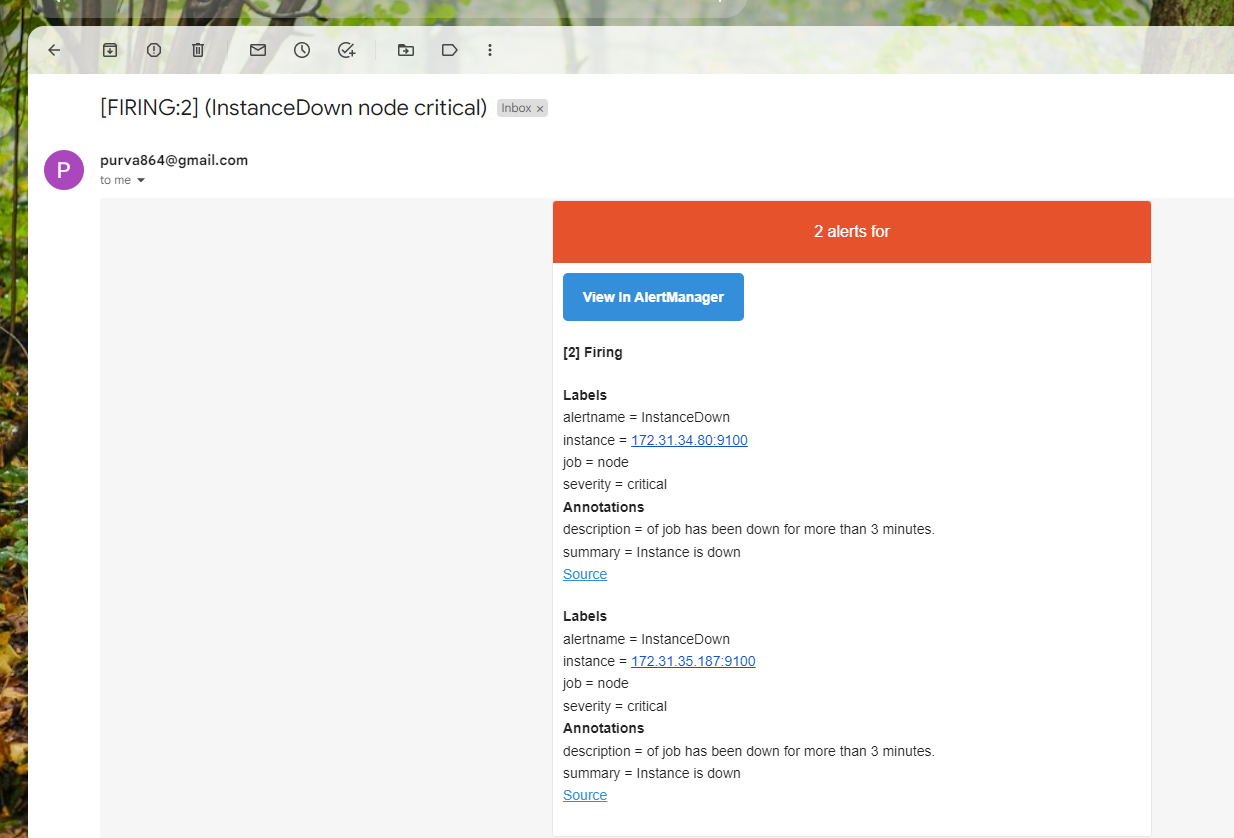 [FIRING:2] (InstanceDown node critical) Inbox ×
P
purva864@gmail.com
to me
2 alerts for
View In AlertManager
[2] Firing
Labels
alertname = InstanceDown
instance = 172.31.34.80:9100
job = node
severity = critical
Annotations
description = of job has been down for more than 3 minutes.
summary = Instance is down
Source
Labels
alertname = InstanceDown
instance = 172.31.35.187:9100
job = node
severity = critical
Annotations
description = of job has been down for more than 3 minutes.
summary = Instance is down
Source